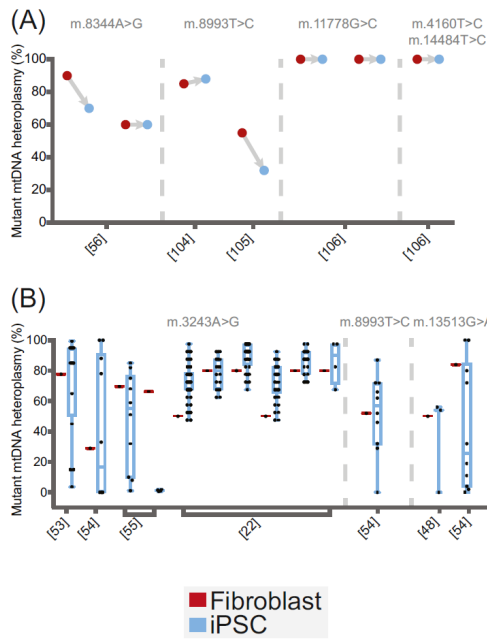 (A)
m.8344A>G
m.8993T>C
m.11778G>C
m.4160T>C
m.14484T>C
Mutant mtDNA heteroplasmy (%)
100
80
60
40
20
0
[56]
[104]
[105]
[106]
[106]
(B)
m.3243A>G
m.8993T>C
m.13513G>A
Mutant mtDNA heteroplasmy (%)
100
80
60
40
20
0
[53]
[54]
[55]
[22]
[54]
[48]
[54]
Fibroblast
iPSC